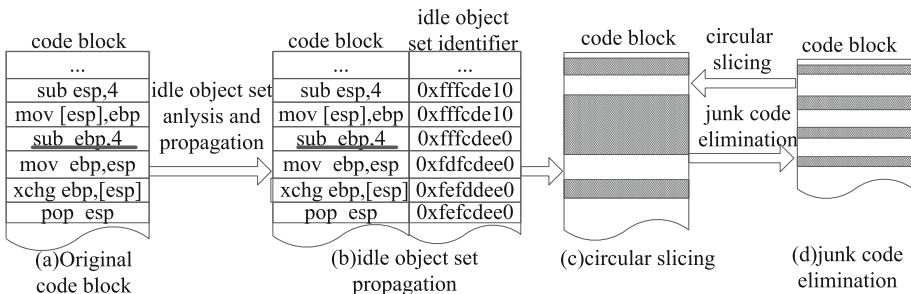 code block
...
sub esp,4
mov [esp],ebp
sub ebp,4
mov ebp,esp
xchg ebp,[esp]
pop esp
(a)Original
code block
idle object set
anlysis and
propagation
code block
idle object
set identifier
... ...
sub esp,4 0xfffcde10
mov [esp],ebp 0xfffcde10
sub ebp,4 0xfffcdee0
mov ebp,esp 0xfdfcdee0
xchg ebp,[esp] 0xfefddee0
pop esp 0xfefcdee0
(b)idle object set
propagation
code block
(c)circular slicing
circular
slicing
junk code
elimination
code block
(d)junk code
elimination